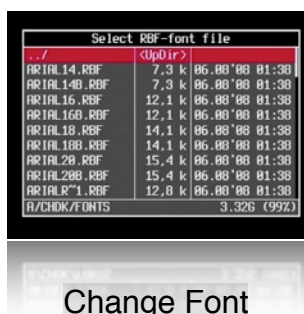 Select RBF-font file
../ <UpDir>
ARIAL14.RBF 7,3 k 06.08'08 01:38
ARIAL14B.RBF 7,3 k 06.08'08 01:38
ARIAL16.RBF 12,1 k 06.08'08 01:38
ARIAL16B.RBF 12,1 k 06.08'08 01:38
ARIAL18.RBF 14,1 k 06.08'08 01:38
ARIAL18B.RBF 14,1 k 06.08'08 01:38
ARIAL20.RBF 15,4 k 06.08'08 01:38
ARIAL20B.RBF 15,4 k 06.08'08 01:38
ARIALR~1.RBF 12,8 k 06.08'08 01:38
A/CHDK/FONTS 3.32G (99%)
Change Font